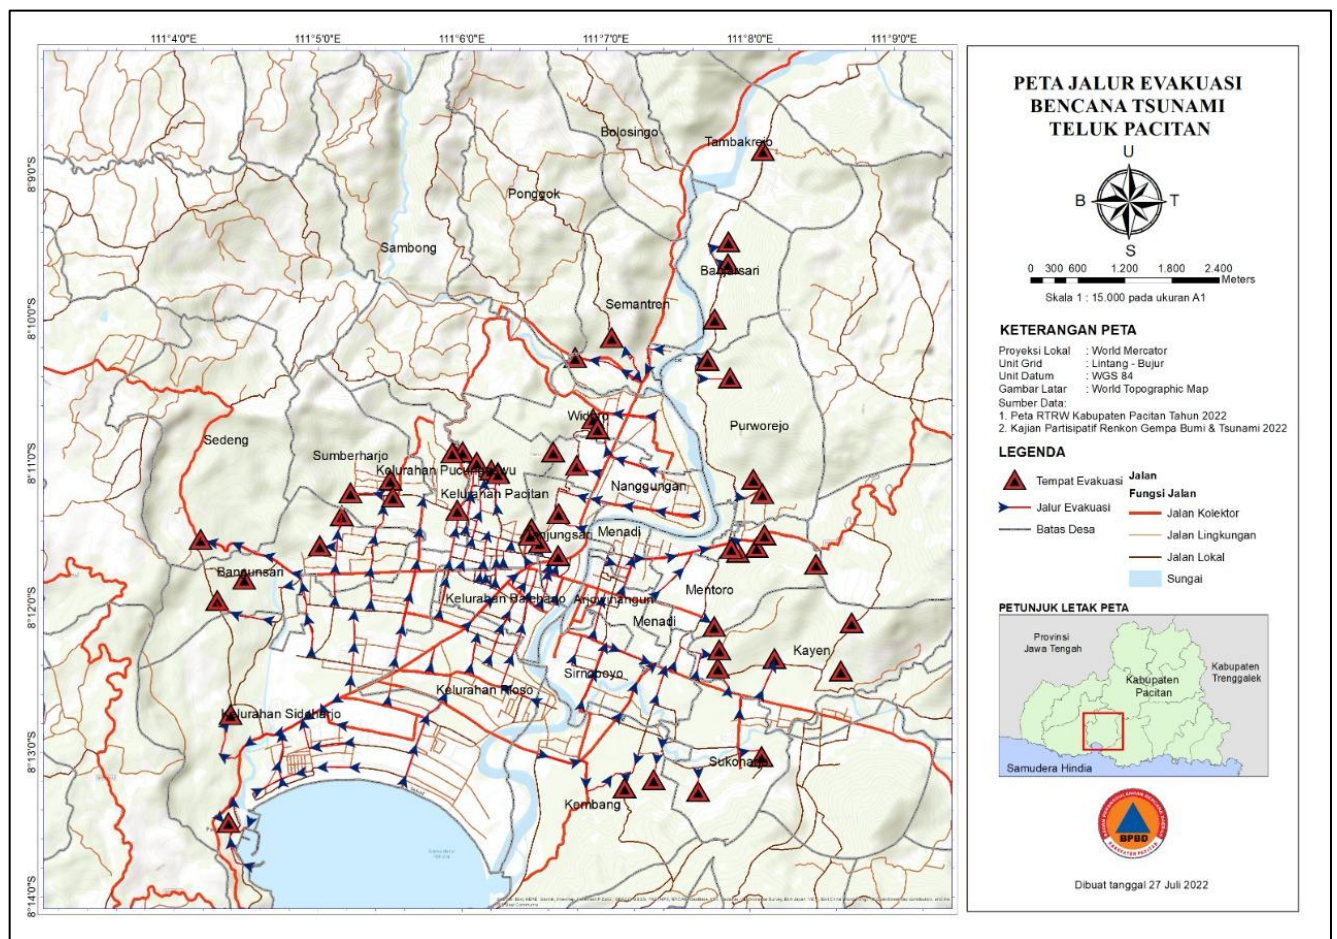 111°4'0"E 111°5'0"E 111°6'0"E 111°7'0"E 111°8'0"E 111°9'0"E
8°9'0"S
8°10'0"S
8°11'0"S
8°12'0"S
8°13'0"S
8°14'0"S
Bolosingo
Tambakrejo
Ponggok
Sambong
Banjarsari
Semantren
Widoro
Purworejo
Sedeng
Sumberharjo
Kelurahan Pacitan
Nanggungan
Menadi
Bangunsari
Mentoro
Kelurahan Baleharjo
Arjowinangun
Menadi
Kayen
Sirnoboyo
Kelurahan Ploso
Kelurahan Sidoharjo
Sukoharjo
Kembang
PETA JALUR EVAKUASI
BENCANA TSUNAMI
TELUK PACITAN
U
B T
S
0 300 600 1.200 1.800 2.400
Meters
Skala 1 : 15.000 pada ukuran A1
KETERANGAN PETA
Proyeksi Lokal : World Mercator
Unit Grid : Lintang - Bujur
Unit Datum : WGS 84
Gambar Latar : World Topographic Map
Sumber Data:
1. Peta RTRW Kabupaten Pacitan Tahun 2022
2. Kajian Partisipatif Renkon Gempa Bumi & Tsunami 2022
LEGENDA
Tempat Evakuasi
Jalur Evakuasi
Batas Desa
Jalan
Fungsi Jalan
Jalan Kolektor
Jalan Lingkungan
Jalan Lokal
Sungai
PETUNJUK LETAK PETA
Provinsi
Jawa Tengah
Kabupaten
Pacitan
Kabupaten
Trenggalek
Samudera Hindia
BPBD
KABUPATEN PACITAN
Dibuat tanggal 27 Juli 2022